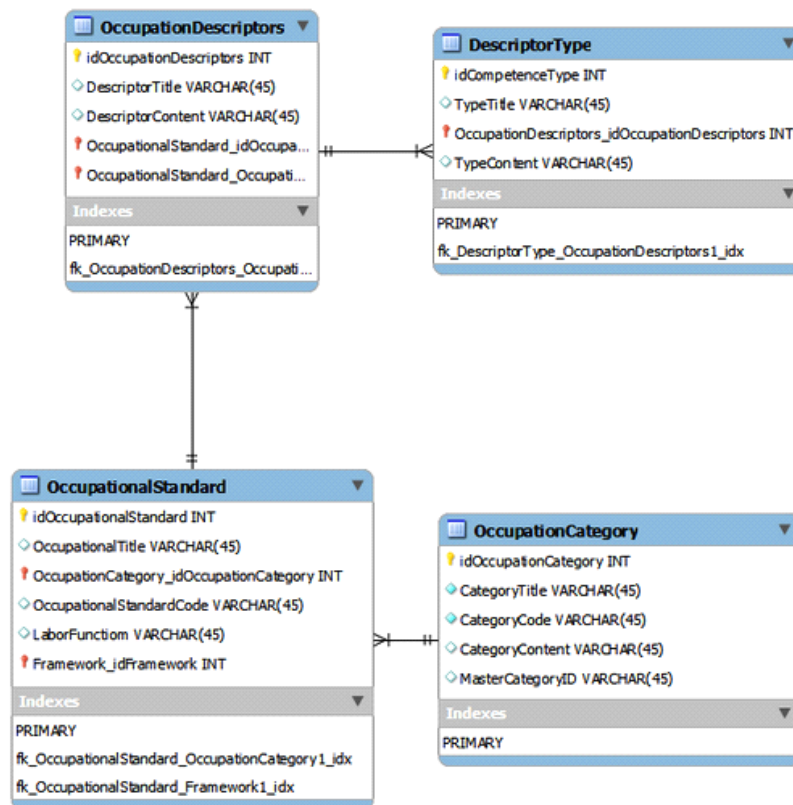 OccupationDescriptors
idOccupationDescriptors INT
DescriptorTitle VARCHAR(45)
DescriptorContent VARCHAR(45)
OccupationalStandard_idOccupa...
OccupationalStandard_Occupati...
Indexes
PRIMARY
fk_OccupationDescriptors_Occupati...
DescriptorType
idCompetenceType INT
TypeTitle VARCHAR(45)
OccupationDescriptors_idOccupationDescriptors INT
TypeContent VARCHAR(45)
Indexes
PRIMARY
fk_DescriptorType_OccupationDescriptors1_idx
OccupationalStandard
idOccupationalStandard INT
OccupationalTitle VARCHAR(45)
OccupationCategory_idOccupationCategory INT
OccupationalStandardCode VARCHAR(45)
LaborFunctiom VARCHAR(45)
Framework_idFramework INT
Indexes
PRIMARY
fk_OccupationalStandard_OccupationCategory1_idx
fk_OccupationalStandard_Framework1_idx
OccupationCategory
idOccupationCategory INT
CategoryTitle VARCHAR(45)
CategoryCode VARCHAR(45)
CategoryContent VARCHAR(45)
MasterCategoryID VARCHAR(45)
Indexes
PRIMARY